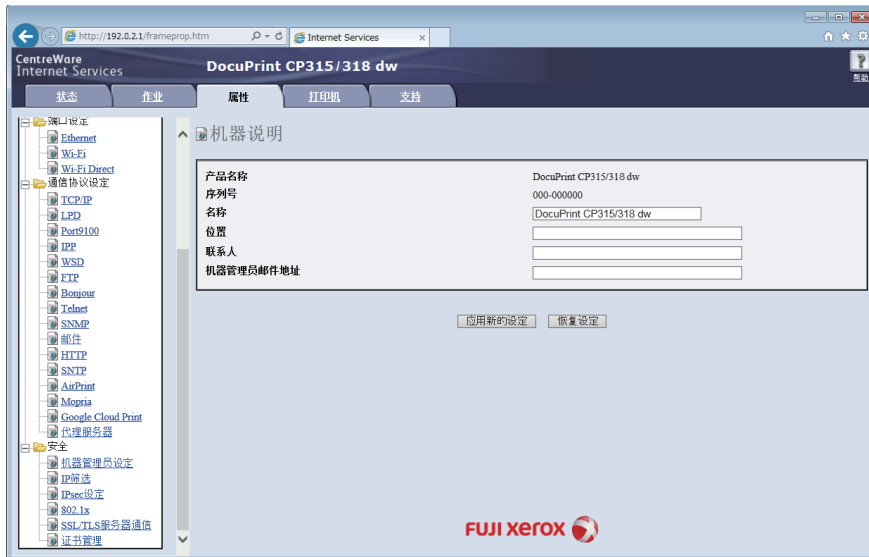 http://192.0.2.1/frameprop.htm
Internet Services
CentreWare
Internet Services
DocuPrint CP315/318 dw
帮助
状态
作业
属性
打印机
支持
端口设定
Ethernet
Wi-Fi
Wi-Fi Direct
通信协议设定
TCP/IP
LPD
Port9100
IPP
WSD
FTP
Bonjour
Telnet
SNMP
邮件
HTTP
SNTP
AirPrint
Mopria
Google Cloud Print
代理服务器
安全
机器管理员设定
IP筛选
IPsec设定
802.1x
SSL/TLS服务器通信
证书管理
机器说明
产品名称 DocuPrint CP315/318 dw
序列号 000-000000
名称 DocuPrint CP315/318 dw
位置
联系人
机器管理员邮件地址
应用新的设定 恢复设定
FUJI xerox